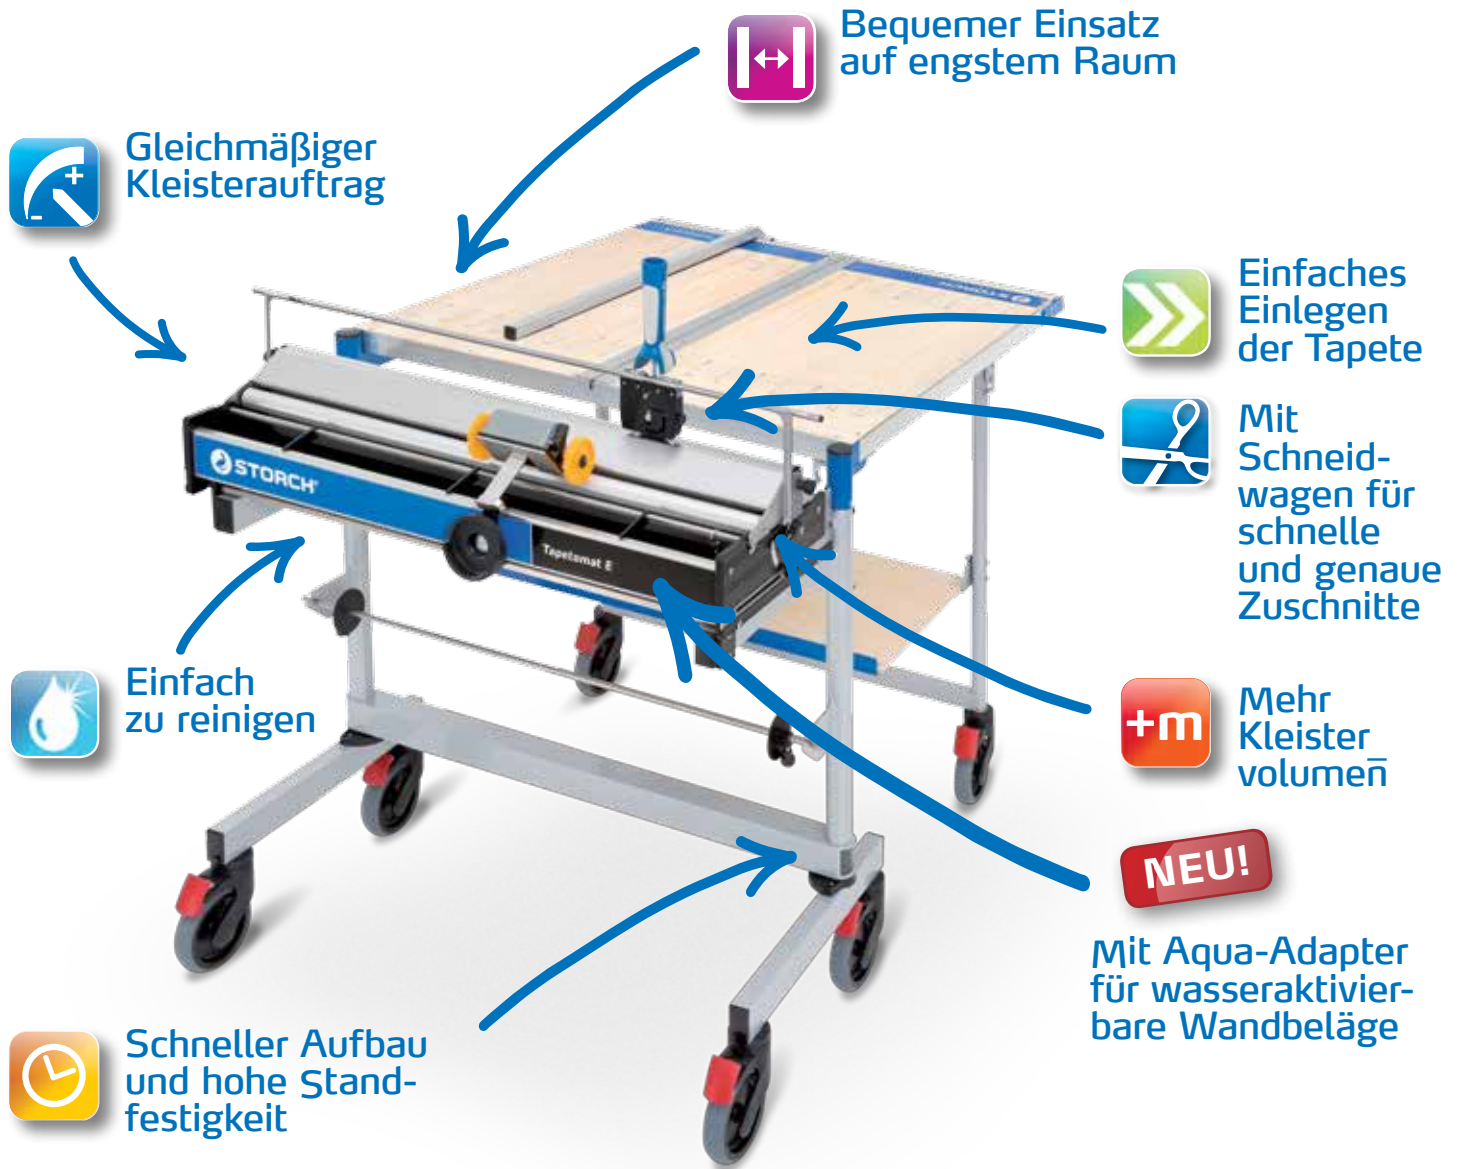 Bequemer Einsatz
auf engstem Raum
Gleichmäßiger
Kleisterauftrag
+
-
Einfaches
Einlegen
der Tapete
Mit
Schneid-
wagen für
schnelle
und genaue
Zuschnitte
STORCH
Tapetomat E
Einfach
zu reinigen
+m
Mehr
Kleister
volumen̄
NEU!
Mit Aqua-Adapter
für wasseraktivier-
bare Wandbeläge
Schneller Aufbau
und hohe Stand-
festigkeit